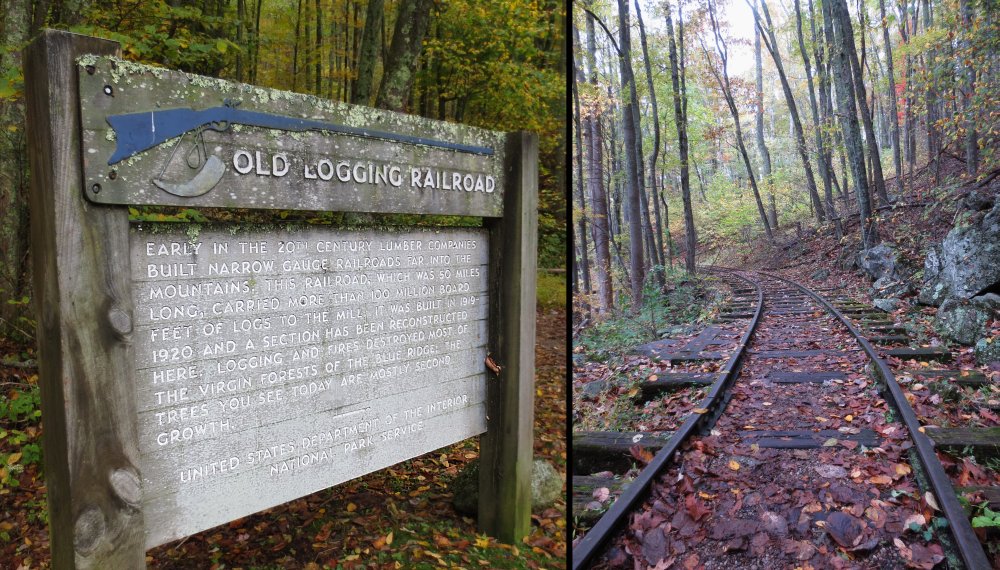 OLD LOGGING RAILROAD
EARLY IN THE 20TH CENTURY LUMBER COMPANIES
BUILT NARROW GAUGE RAILROADS FAR INTO THE
MOUNTAINS. THIS RAILROAD, WHICH WAS 50 MILES
LONG, CARRIED MORE THAN 100 MILLION BOARD
FEET OF LOGS TO THE MILL. IT WAS BUILT IN 1919-
1920 AND A SECTION HAS BEEN RECONSTRUCTED
HERE. LOGGING AND FIRES DESTROYED MOST OF
THE VIRGIN FORESTS OF THE BLUE RIDGE. THE
TREES YOU SEE TODAY ARE MOSTLY SECOND
GROWTH.
UNITED STATES DEPARTMENT OF THE INTERIOR
NATIONAL PARK SERVICE